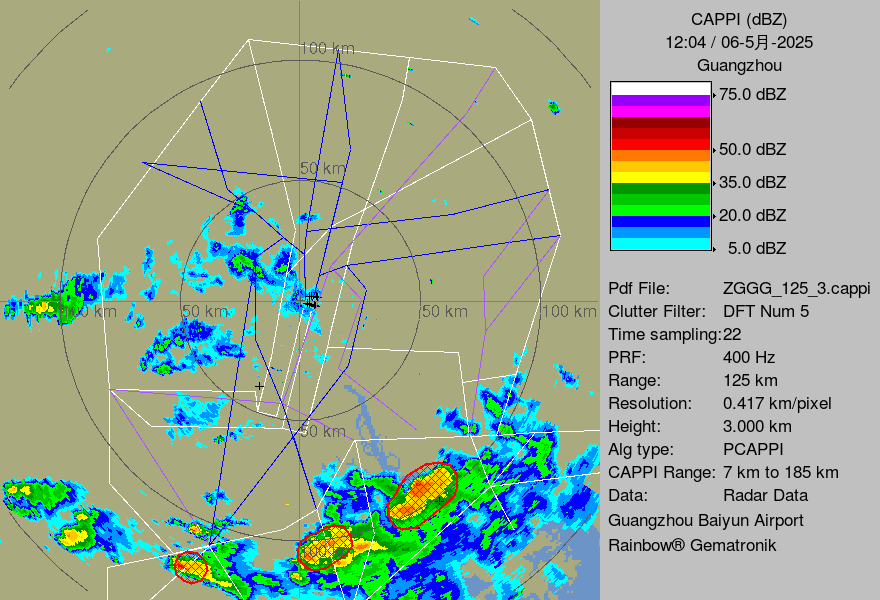 CAPPI (dBZ)
12:04 / 06-5月-2025
Guangzhou
75.0 dBZ
50.0 dBZ
35.0 dBZ
20.0 dBZ
5.0 dBZ
Pdf File: ZGGG_125_3.cappi
Clutter Filter: DFT Num 5
Time sampling:22
PRF: 400 Hz
Range: 125 km
Resolution: 0.417 km/pixel
Height: 3.000 km
Alg type: PCAPPI
CAPPI Range: 7 km to 185 km
Data: Radar Data
Guangzhou Baiyun Airport
Rainbow® Gematronik
100 km
50 km
100 km
50 km
50 km
100 km
50 km